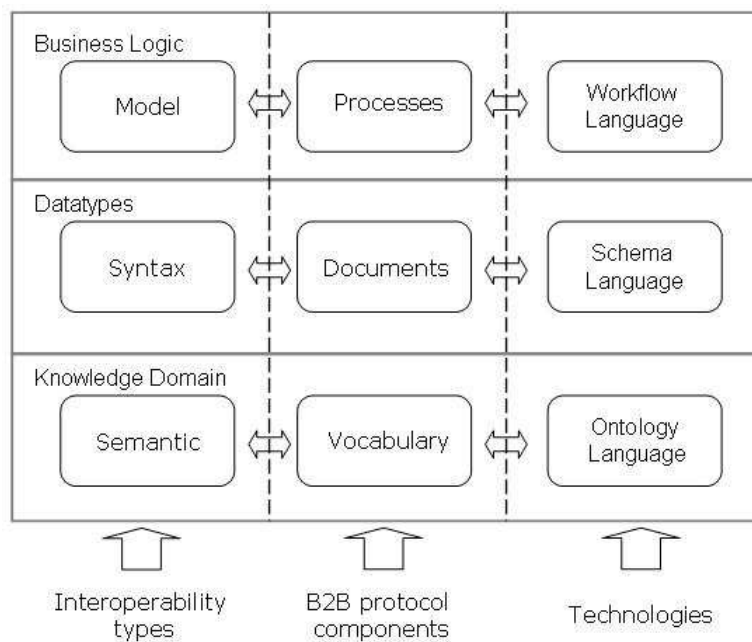 Business Logic
Model
Processes
Workflow
Language
Datatypes
Syntax
Documents
Schema
Language
Knowledge Domain
Semantic
Vocabulary
Ontology
Language
Interoperability
types
B2B protocol
components
Technologies